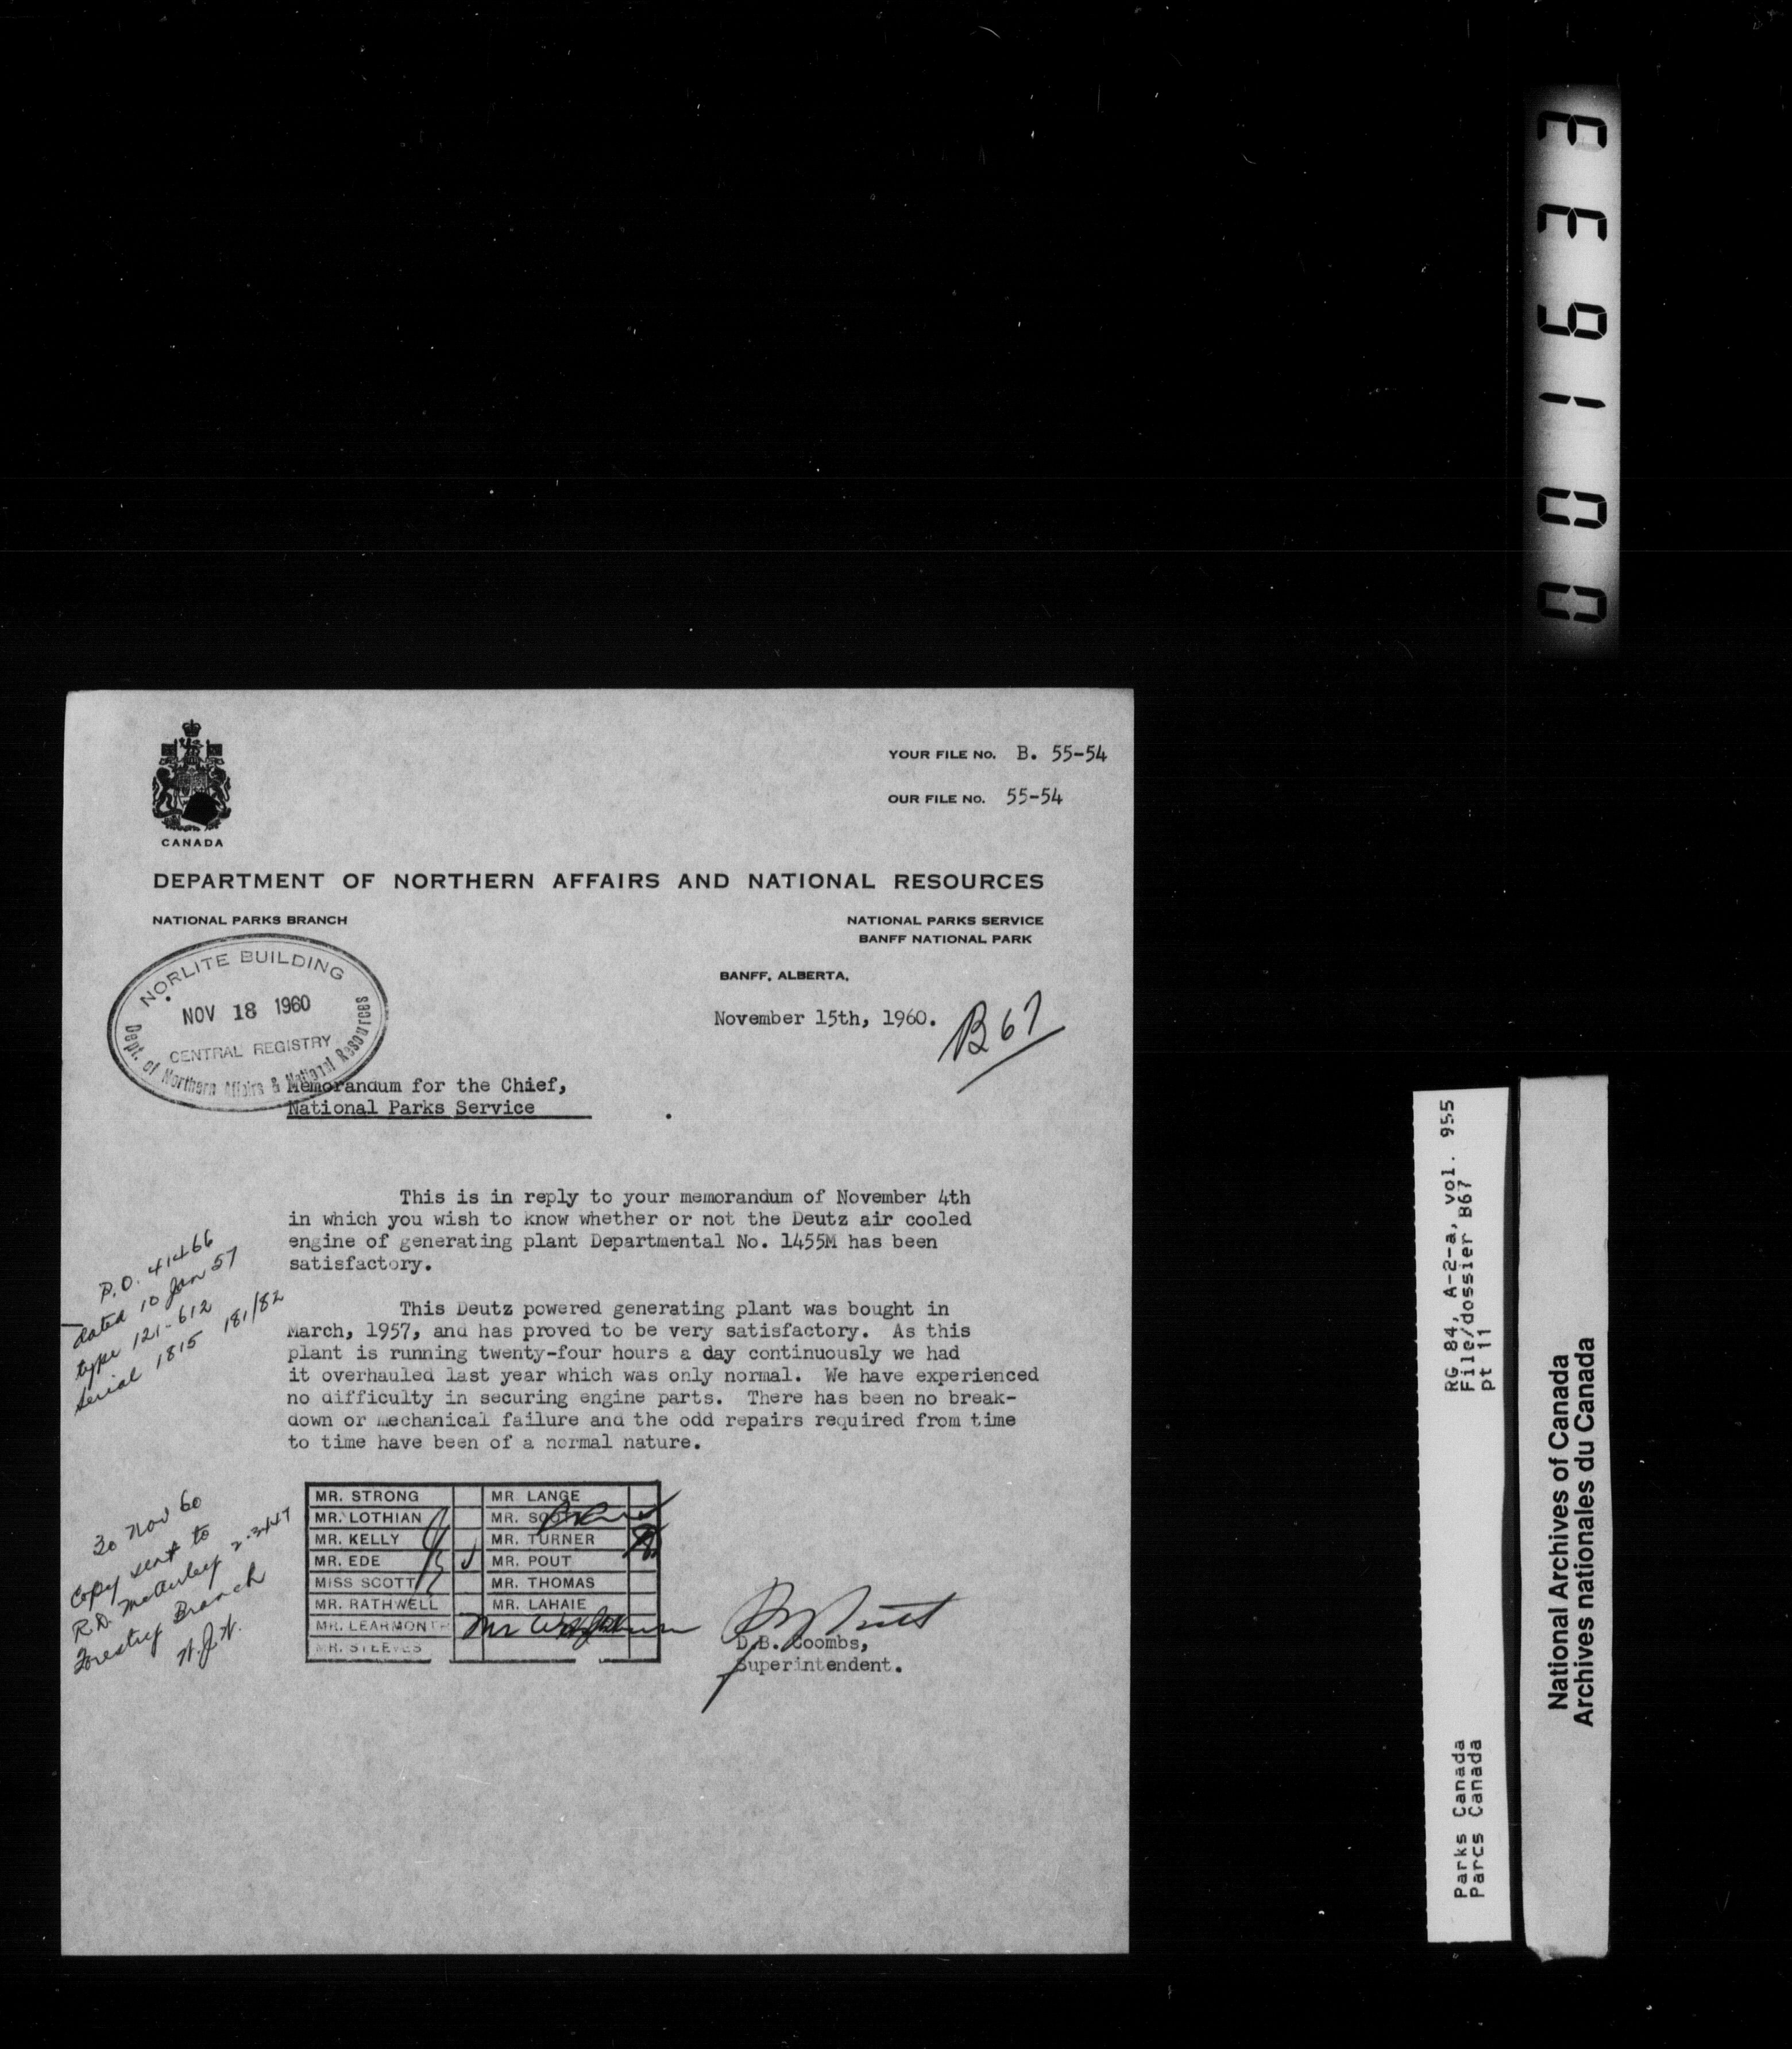 YOUR FILE No. B. 55-54
OUR FILE NO. 55-54
CANADA
DEPARTMENT OF NORTHERN AFFAIRS AND NATIONAL RESOURCES
NATIONAL PARKS BRANCH
NATIONAL PARKS SERVICE
BANFF NATIONAL PARK
NORLITE BUILDING
NOV 18 1960
CENTRAL REGISTRY
Dept. of Northern Affairs & National Resources
BANFF, ALBERTA,
November 15th, 1960.
B67
Memorandum for the Chief,
National Parks Service
This is in reply to your memorandum of November 4th
in which you wish to know whether or not the Deutz air cooled
engine of generating plant Departmental No. 1455M has been
satisfactory.
P.O. 41466
dated 10 Jan 57
type 121-612
Serial 1815 181/82
This Deutz powered generating plant was bought in
March, 1957, and has proved to be very satisfactory. As this
plant is running twenty-four hours a day continuously we had
it overhauled last year which was only normal. We have experienced
no difficulty in securing engine parts. There has been no break-
down or mechanical failure and the odd repairs required from time
to time have been of a normal nature.
30 Nov 60
Copy sent to
R.D. McAuley 2-3447
Forestry Branch
MR. STRONG
MR. LOTHIAN
MR. KELLY
MR. EDE
MISS SCOTT
MR. RATHWELL
MR. LEARMONTH
MR. STEEVES
MR LANGE
MR. SCOTT
MR. TURNER
MR. POUT
MR. THOMAS
MR. LAHAIE
Mr
D.B. Coombs,
Superintendent.
001633
RG 84, A-2-a, vol. 955
File/dossier B67
pt 11
Parks Canada
Parcs Canada
National Archives of Canada
Archives nationales du Canada